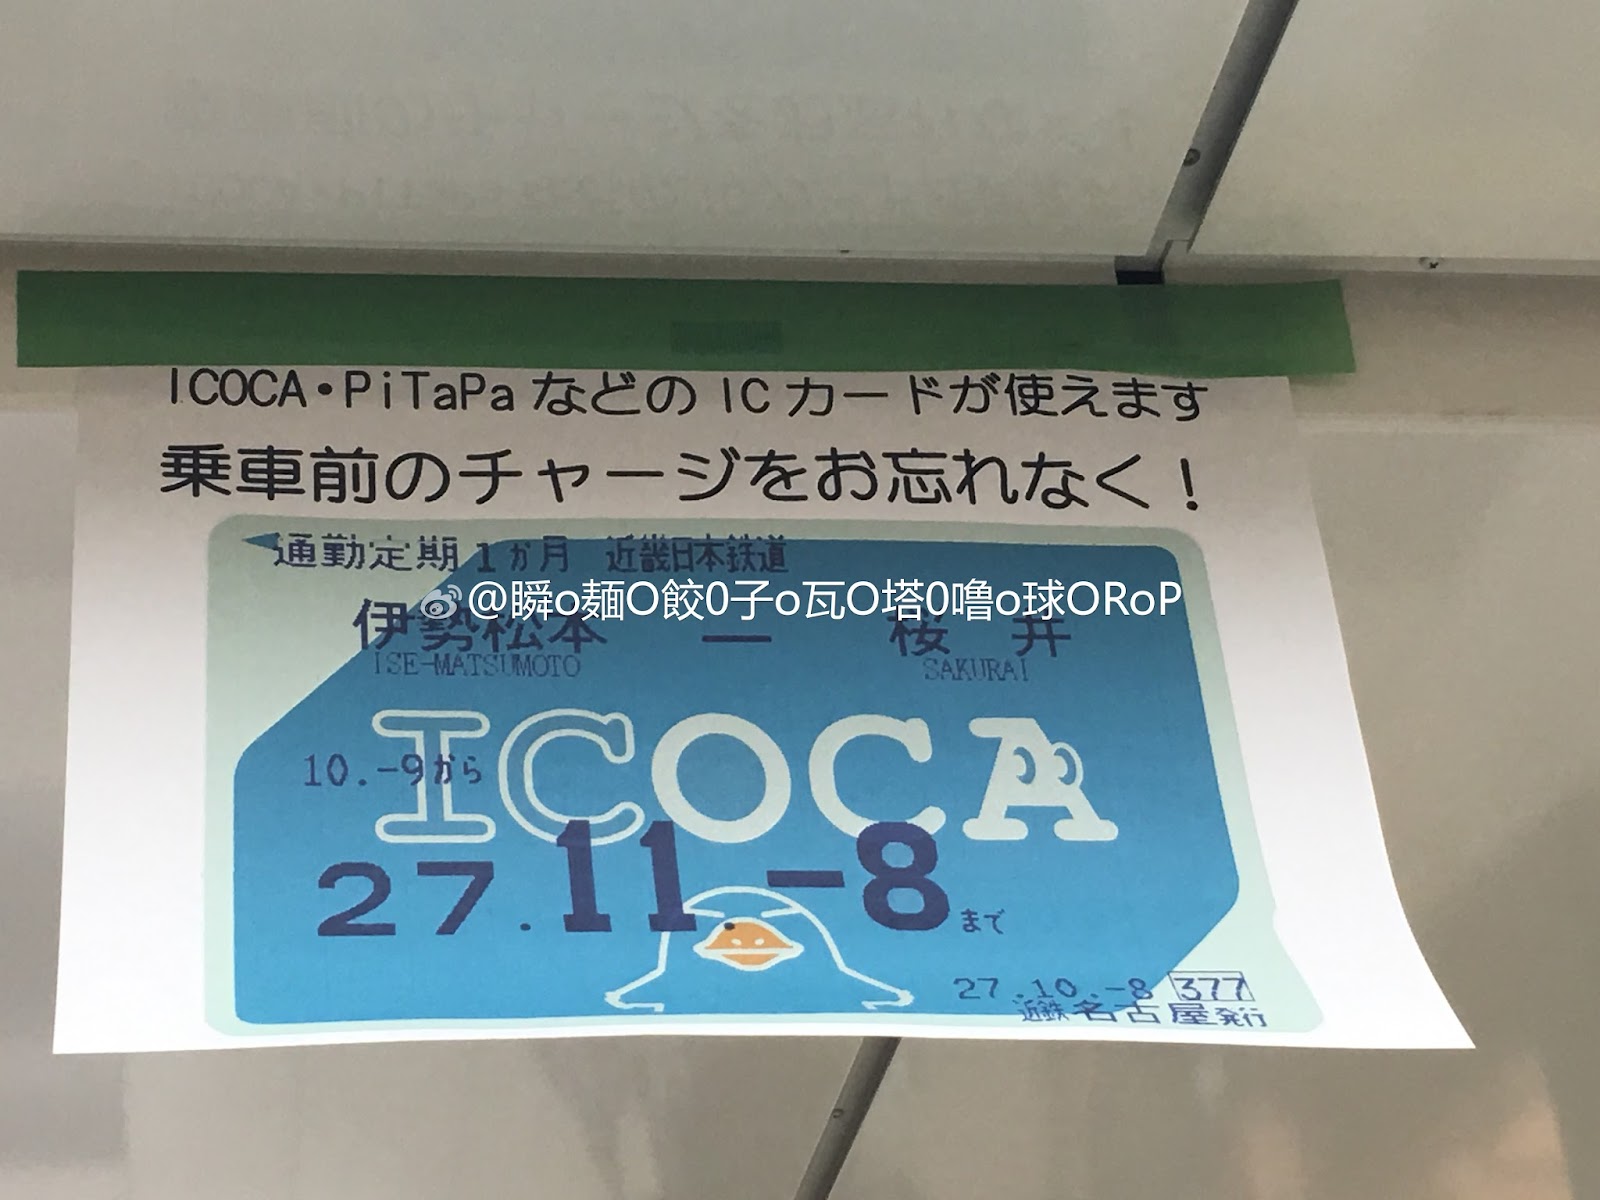 ICOCA・PiTaPaなどのICカードが使えます
乗車前のチャージをお忘れなく!
通勤定期 1か月 近畿日本鉄道
@瞬o麺O餃0子o瓦O塔0噜o球ORoP
伊勢松本 ― 桜井
ISE-MATSUMOTO SAKURAI
ICOCA
10.-9から
27.11-8まで
27.10.-8 377
近鉄名古屋発行